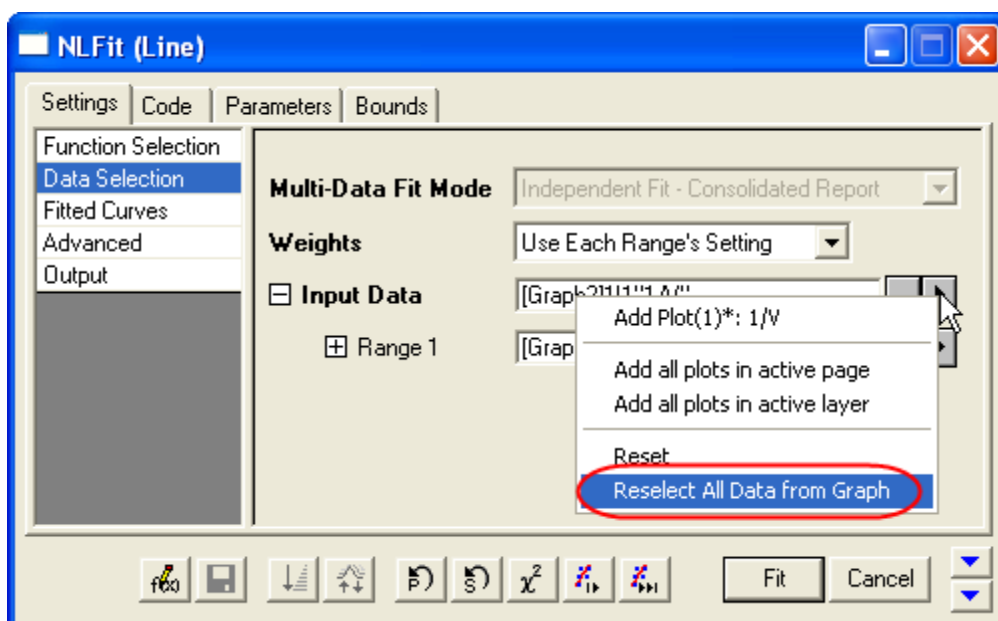 NLFit (Line)
Settings Code Parameters Bounds
Function Selection
Data Selection
Fitted Curves
Advanced
Output
Multi-Data Fit Mode Independent Fit - Consolidated Report
Weights Use Each Range's Setting
Input Data
Range 1 [Grap
Add Plot(1)*: 1/V
Add all plots in active page
Add all plots in active layer
Reset
Reselect All Data from Graph
f(x) P S χ² Fit Cancel